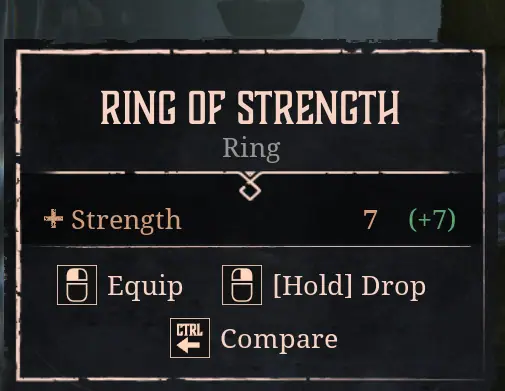 RING OF STRENGTH
Ring
Strength 7 (+7)
Equip [Hold] Drop
CTRL Compare